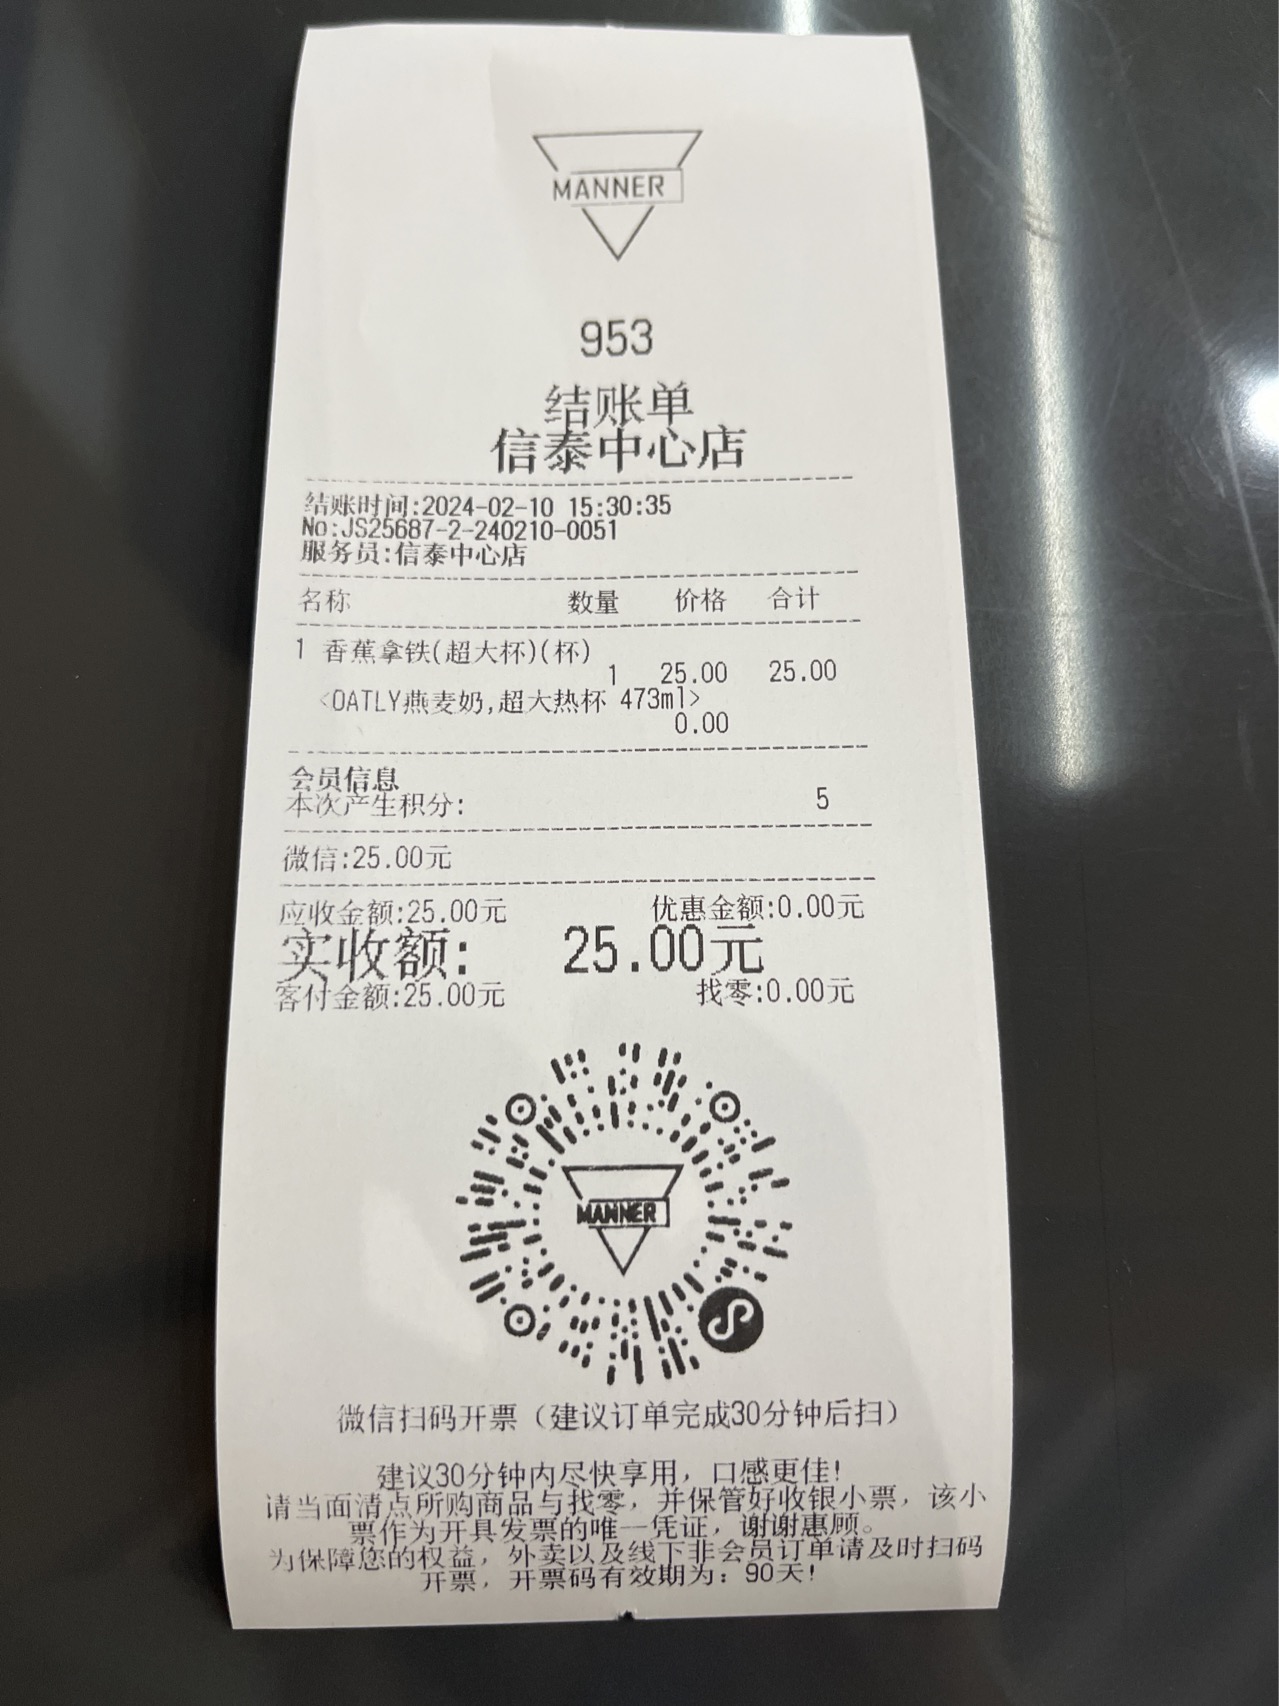 MANNER
953
结账单
信泰中心店
结账时间:2024-02-10 15:30:35
No:JS25687-2-240210-0051
服务员:信泰中心店
名称 数量 价格 合计
1 香蕉拿铁(超大杯)(杯)
1 25.00 25.00
<OATLY燕麦奶,超大热杯 473ml>
0.00
会员信息
本次产生积分: 5
微信:25.00元
应收金额:25.00元 优惠金额:0.00元
实收额: 25.00元
客付金额:25.00元 找零:0.00元
MANNER
微信扫码开票（建议订单完成30分钟后扫）
建议30分钟内尽快享用，口感更佳!
请当面清点所购商品与找零，并保管好收银小票，该小
票作为开具发票的唯一凭证，谢谢惠顾。
为保障您的权益，外卖以及线下非会员订单请及时扫码
开票，开票码有效期为：90天!